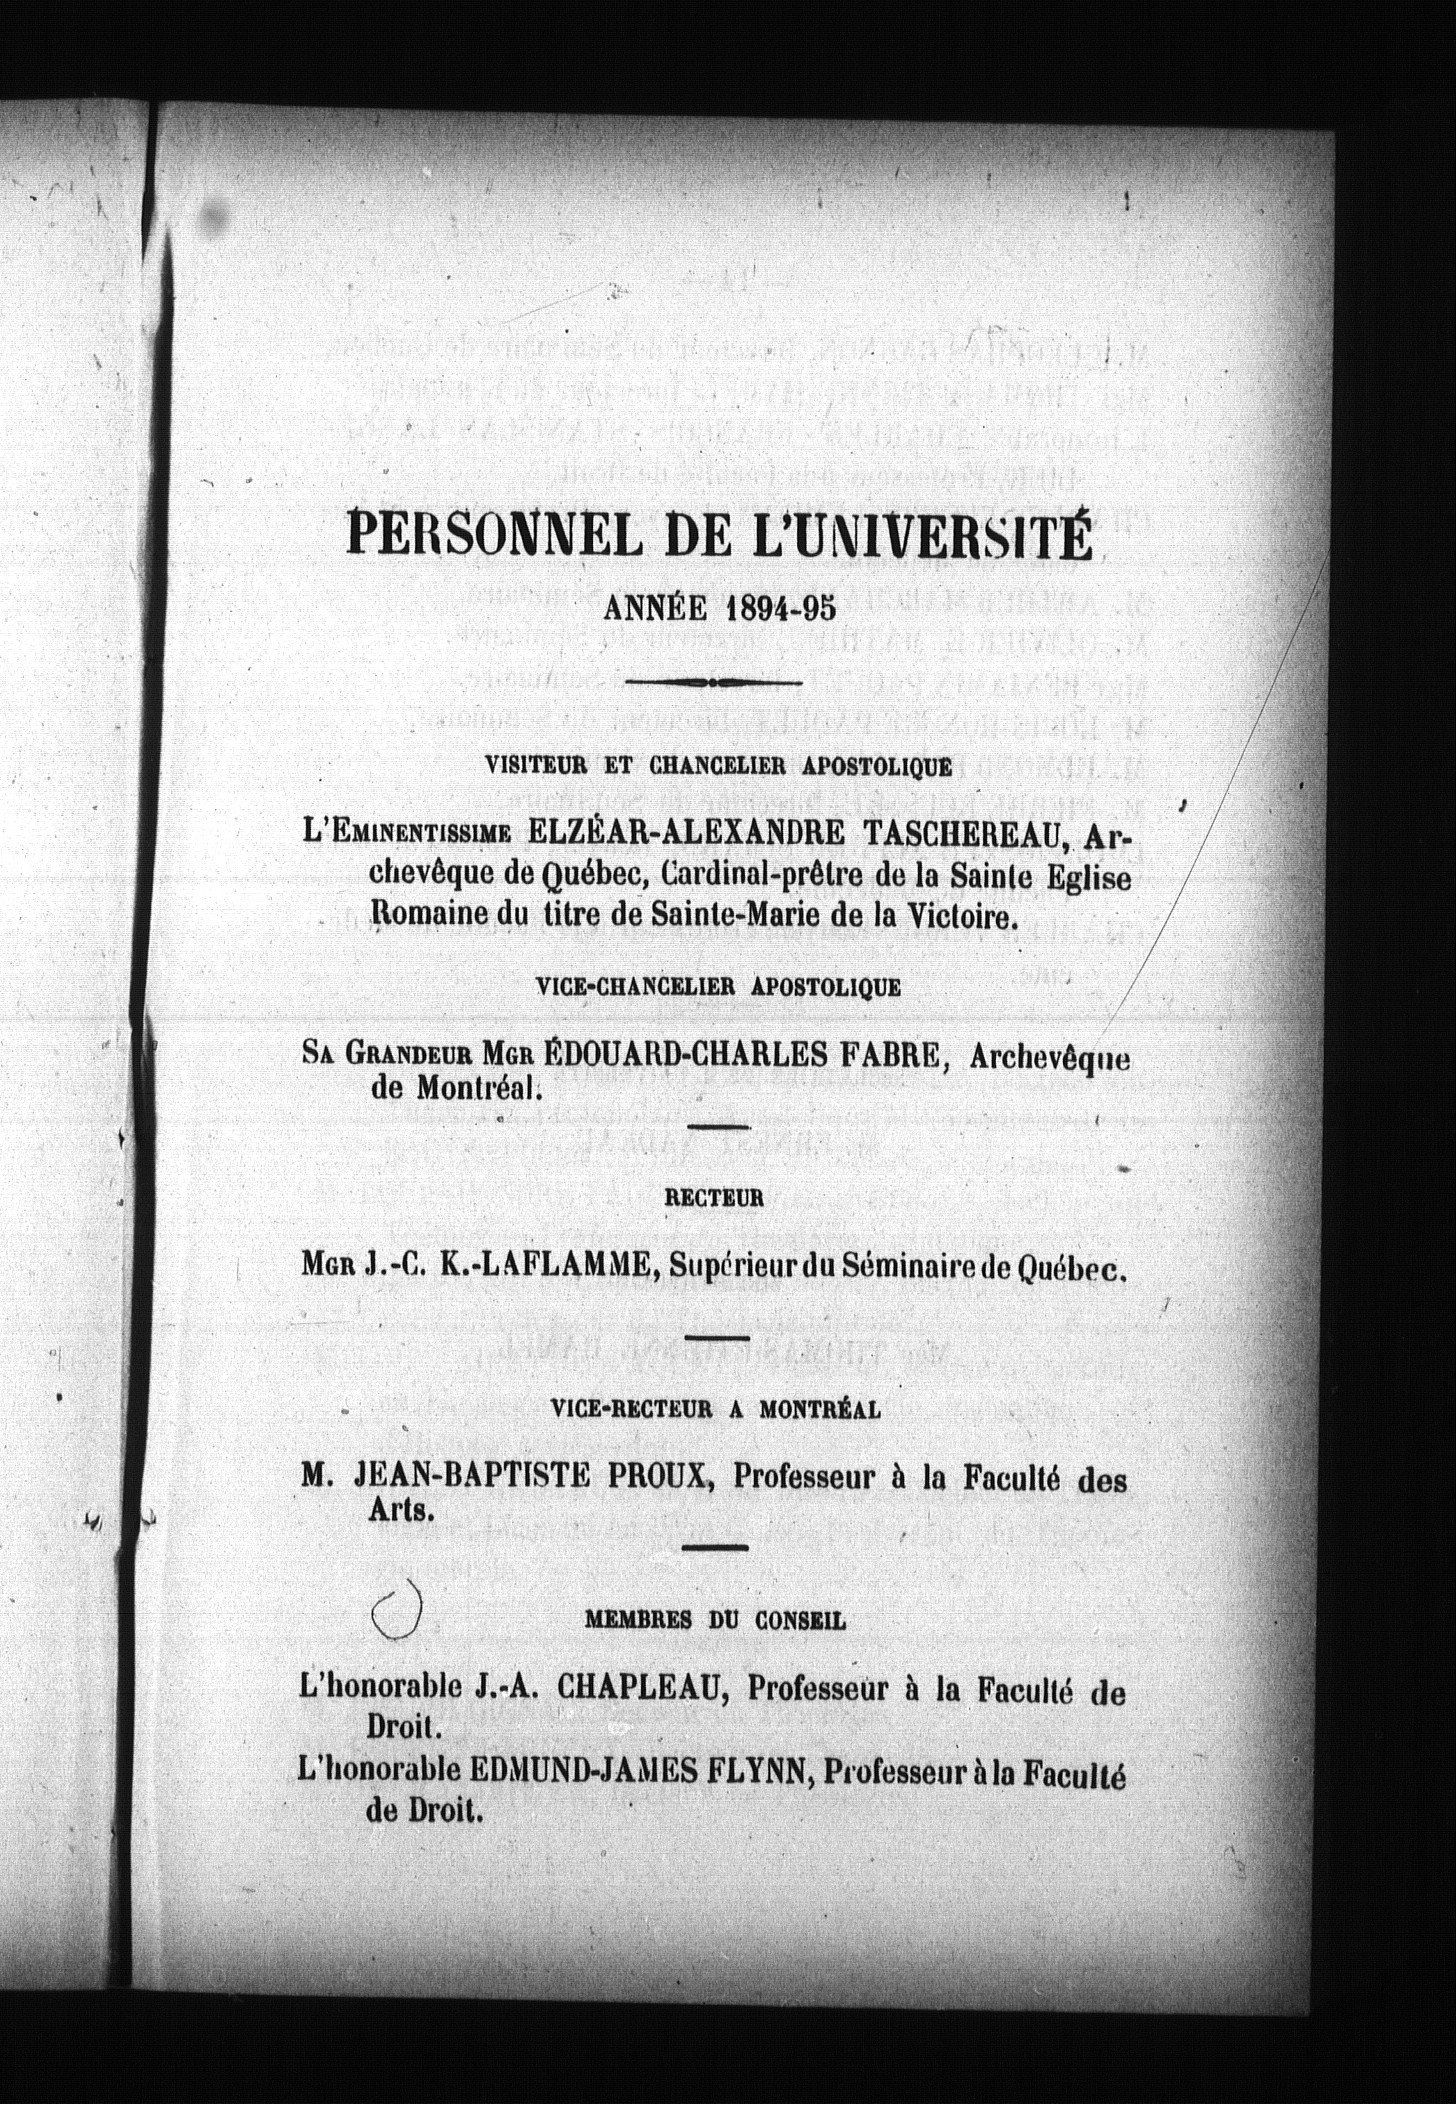 PERSONNEL DE L'UNIVERSITÉ
ANNÉE 1894-95
VISITEUR ET CHANCELIER APOSTOLIQUE
L'EMINENTISSIME ELZÉAR-ALEXANDRE TASCHEREAU, Ar-
chevêque de Québec, Cardinal-prêtre de la Sainte Eglise
Romaine du titre de Sainte-Marie de la Victoire.
VICE-CHANCELIER APOSTOLIQUE
SA GRANDEUR MGR ÉDOUARD-CHARLES FABRE, Archevêque
de Montréal.
RECTEUR
MGR J.-C. K.-LAFLAMME, Supérieur du Séminaire de Québec.
VICE-RECTEUR A MONTRÉAL
M. JEAN-BAPTISTE PROUX, Professeur à la Faculté des
Arts.
MEMBRES DU CONSEIL
L'honorable J.-A. CHAPLEAU, Professeur à la Faculté de
Droit.
L'honorable EDMUND-JAMES FLYNN, Professeur à la Faculté
de Droit.